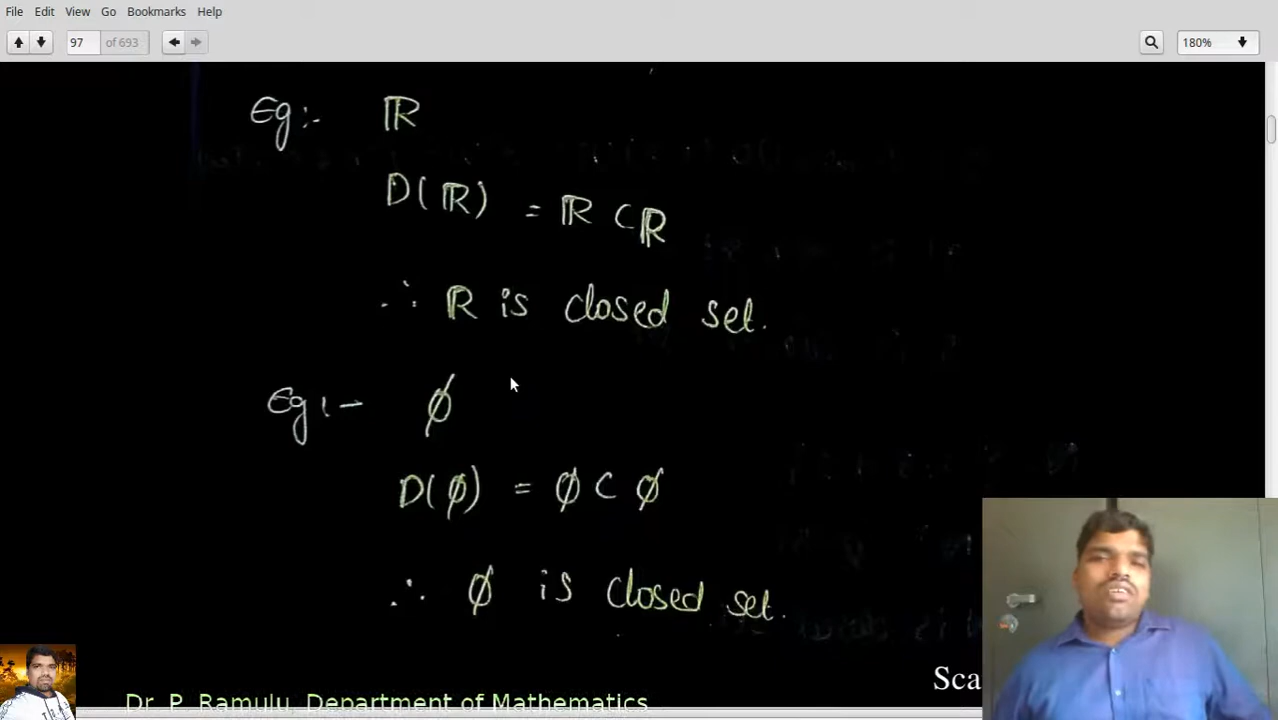 File Edit View Go Bookmarks Help
97 of 693 180%
Eg:- ℝ
D(ℝ) = ℝ ⊂ ℝ
∴ ℝ is closed set.
Eg:- ϕ
D(ϕ) = ϕ ⊂ ϕ
∴ ϕ is closed set.
Sca
Dr. P. Ramulu, Department of Mathematics